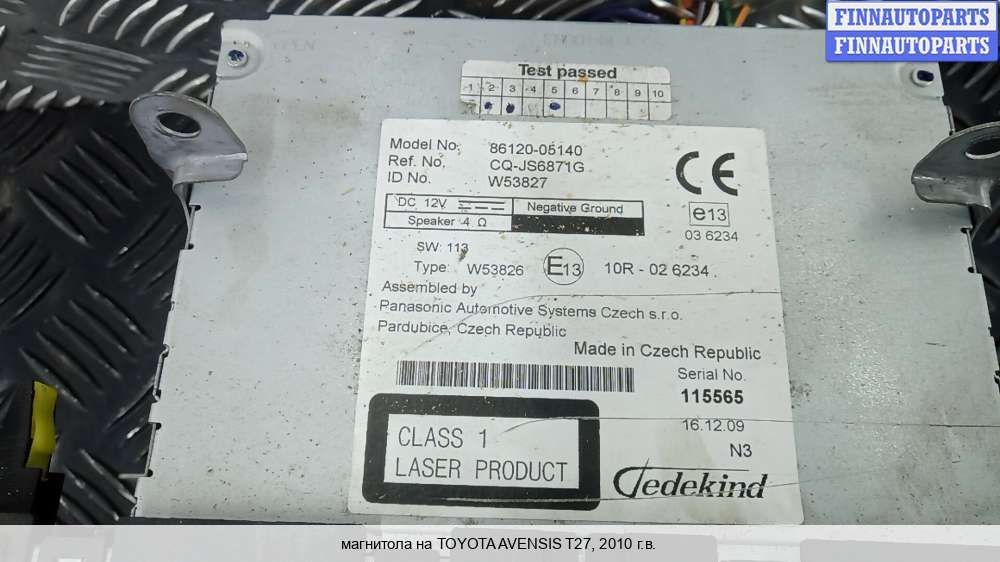 FINNAUTOPARTS
FINNAUTOPARTS
Test passed
1 2 3 4 5 6 7 8 9 10
Model No. 86120-05140
Ref. No. CQ-JS6871G
ID No. W53827
CE
DC 12V
Negative Ground
Speaker 4 Ω
e13
03 6234
SW: 113
Type: W53826 E13 10R - 02 6234
Assembled by
Panasonic Automotive Systems Czech s.r.o.
Pardubice, Czech Republic
Made in Czech Republic
Serial No.
115565
16.12.09
N3
CLASS 1
LASER PRODUCT
Tedekind
магнитола на TOYOTA AVENSIS T27, 2010 г.в.